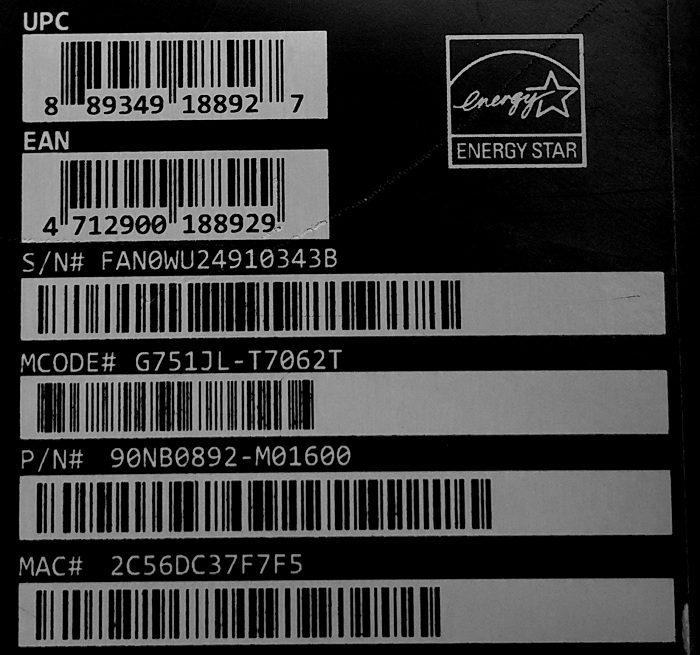 UPC
8 89349 18892 7
energy
ENERGY STAR
EAN
4 712900 188929
S/N# FAN0WU24910343B
MCODE# G751JL-T7062T
P/N# 90NB0892-M01600
MAC# 2C56DC37F7F5